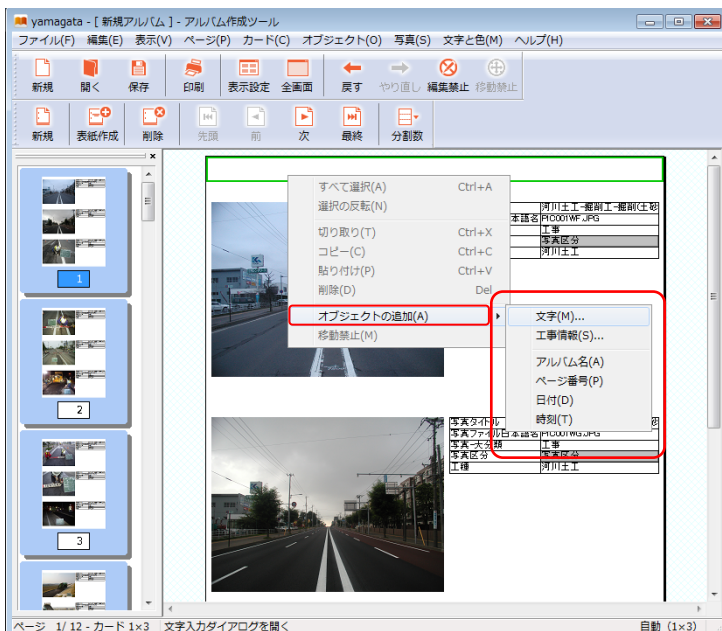 yamagata - [ 新規アルバム ] - アルバム作成ツール
ファイル(F) 編集(E) 表示(V) ページ(P) カード(C) オブジェクト(O) 写真(S) 文字と色(M) ヘルプ(H)
新規 開く 保存 印刷 表示設定 全画面 戻す やり直し 編集禁止 移動禁止
新規 表紙作成 削除 先頭 前 次 最終 分割数
すべて選択(A) Ctrl+A
選択の反転(N)
切り取り(T) Ctrl+X
コピー(C) Ctrl+C
貼り付け(P) Ctrl+V
削除(D) Del
オブジェクトの追加(A)
移動禁止(M)
文字(M)...
工事情報(S)...
アルバム名(A)
ページ番号(P)
日付(D)
時刻(T)
河川土工-掘削工-掘削(土砂
本語名 PIC001WF.JPG
工事
写真区分
河川土工
写真タイトル
写真ファイル日本語名 PIC001WG.JPG
写真-大分類 工事
写真区分 写真区分
工種 河川土工
1
2
3
ページ 1/ 12 - カード 1×3 文字入力ダイアログを開く 自動 (1×3)